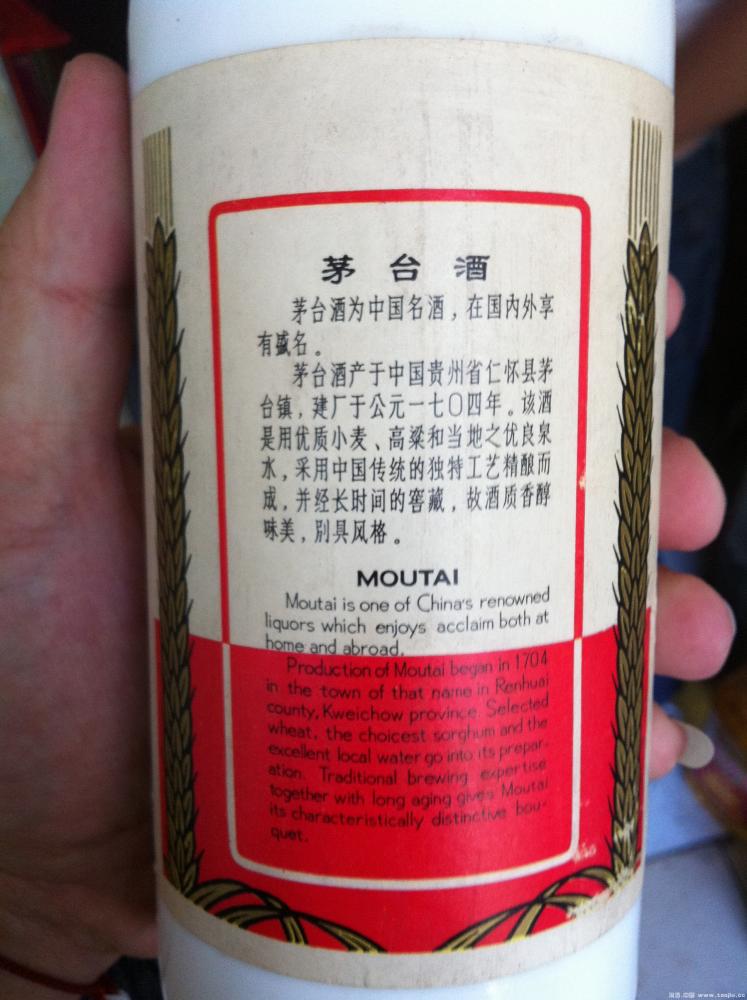 茅台酒
茅台酒为中国名酒，在国内外享
有盛名。
茅台酒产于中国贵州省仁怀县茅
台镇，建厂于公元一七〇四年。该酒
是用优质小麦、高粱和当地之优良泉
水，采用中国传统的独特工艺精酿而
成，并经长时间的窖藏，故酒质香醇
味美，别具风格。
MOUTAI
Moutai is one of China's renowned
liquors which enjoys acclaim both at
home and abroad.
Production of Moutai began in 1704
in the town of that name in Renhuai
county, Kweichow province. Selected
wheat, the choicest sorghum and the
excellent local water go into its prepar-
ation. Traditional brewing expertise
together with long aging gives Moutai
its characteristically distinctive bou-
quet.